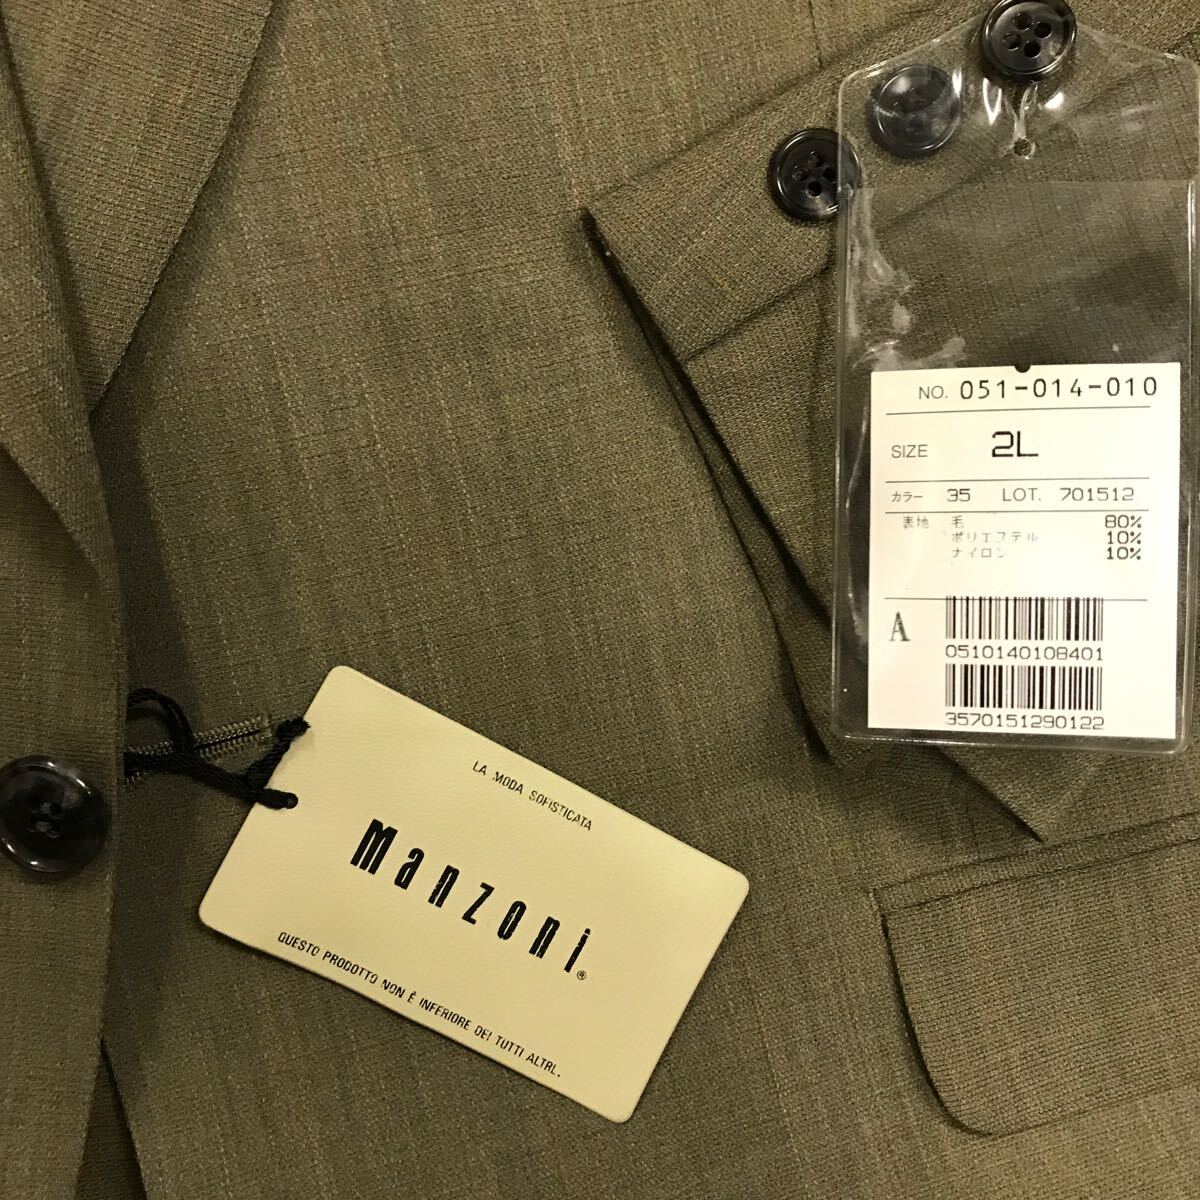 NO. 051-014-010
SIZE 2L
カラー 35 LOT. 701512
表地 毛 80%
ポリエステル 10%
ナイロン 10%
A
0510140108401
3570151290122
LA MODA SOFISTICATA
Manzoni®
QUESTO PRODOTTO NON È INFERIORE DEI TUTTI ALTRI.